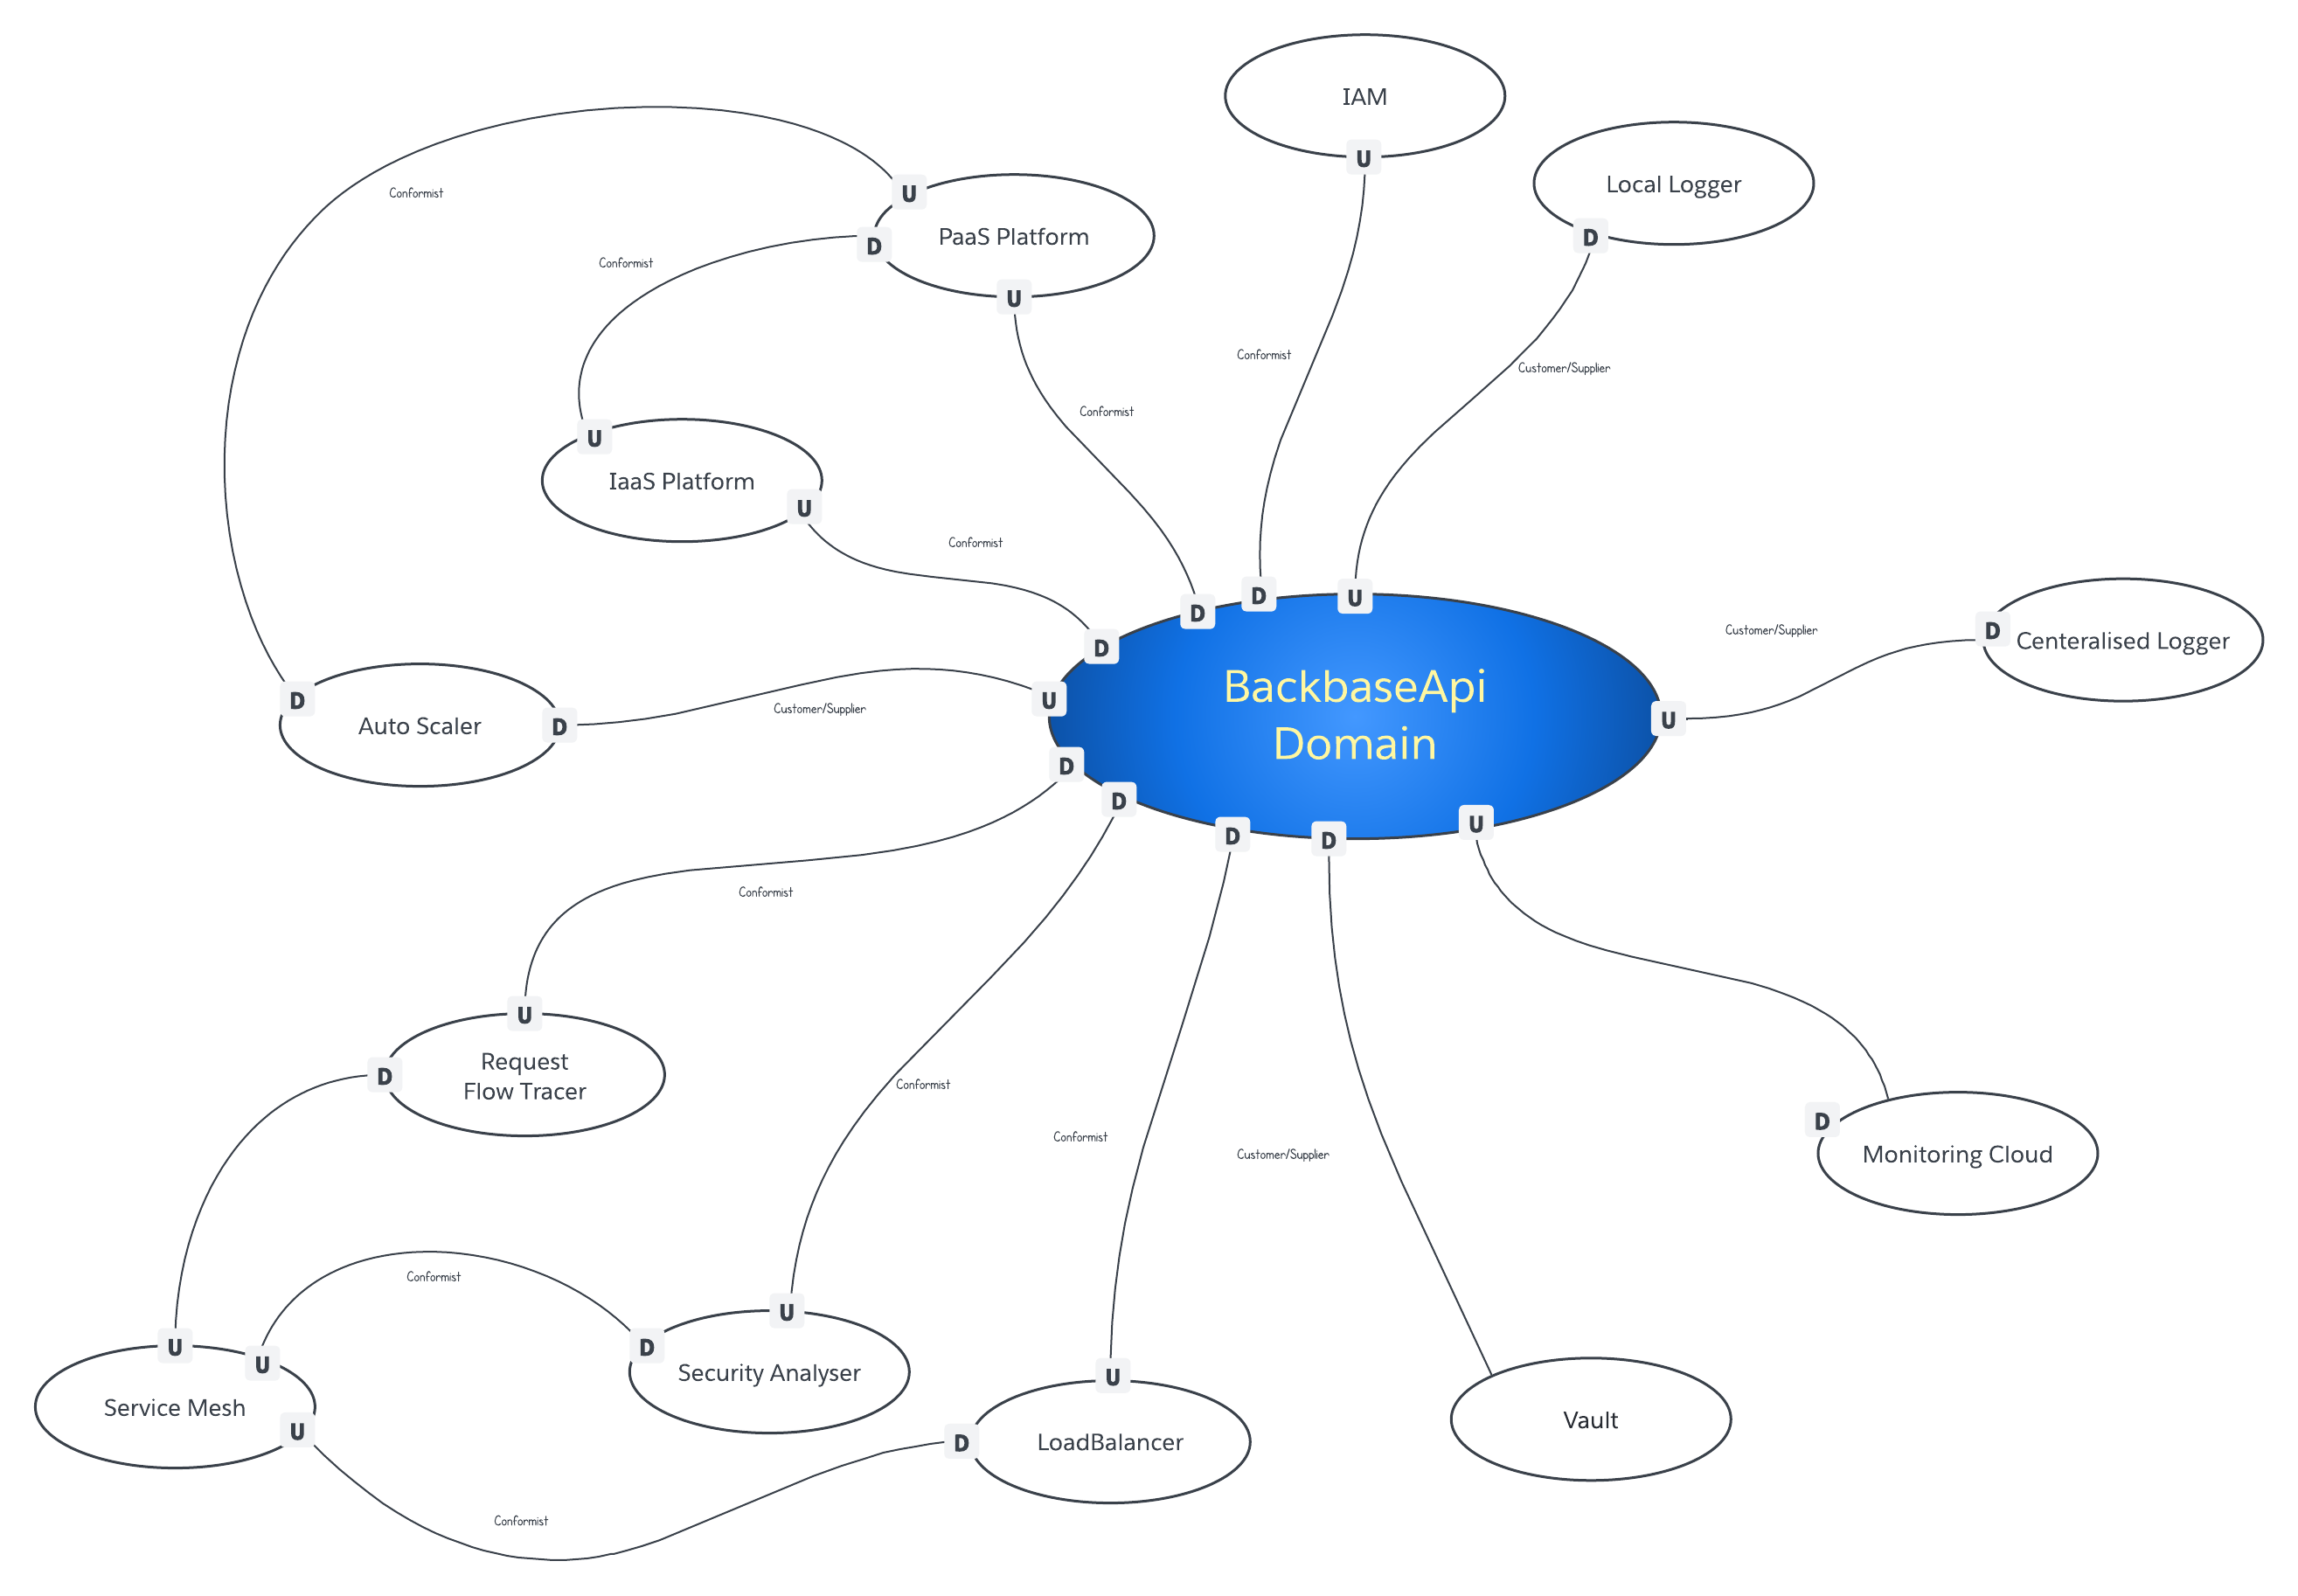 IAM
U
Local Logger
D
Conformist
U
PaaS Platform
D
Conformist
U
Conformist
Customer/Supplier
Conformist
U
IaaS Platform
U
Conformist
D
D
U
D
Customer/Supplier
D
Centeralised Logger
BackbaseApi
Domain
U
U
D
Auto Scaler
D
Customer/Supplier
D
D
D
D
U
Conformist
U
Request
Flow Tracer
D
Conformist
Conformist
Customer/Supplier
D
Monitoring Cloud
Conformist
U
U
Service Mesh
U
U
D
Security Analyser
U
D
LoadBalancer
Vault
Conformist